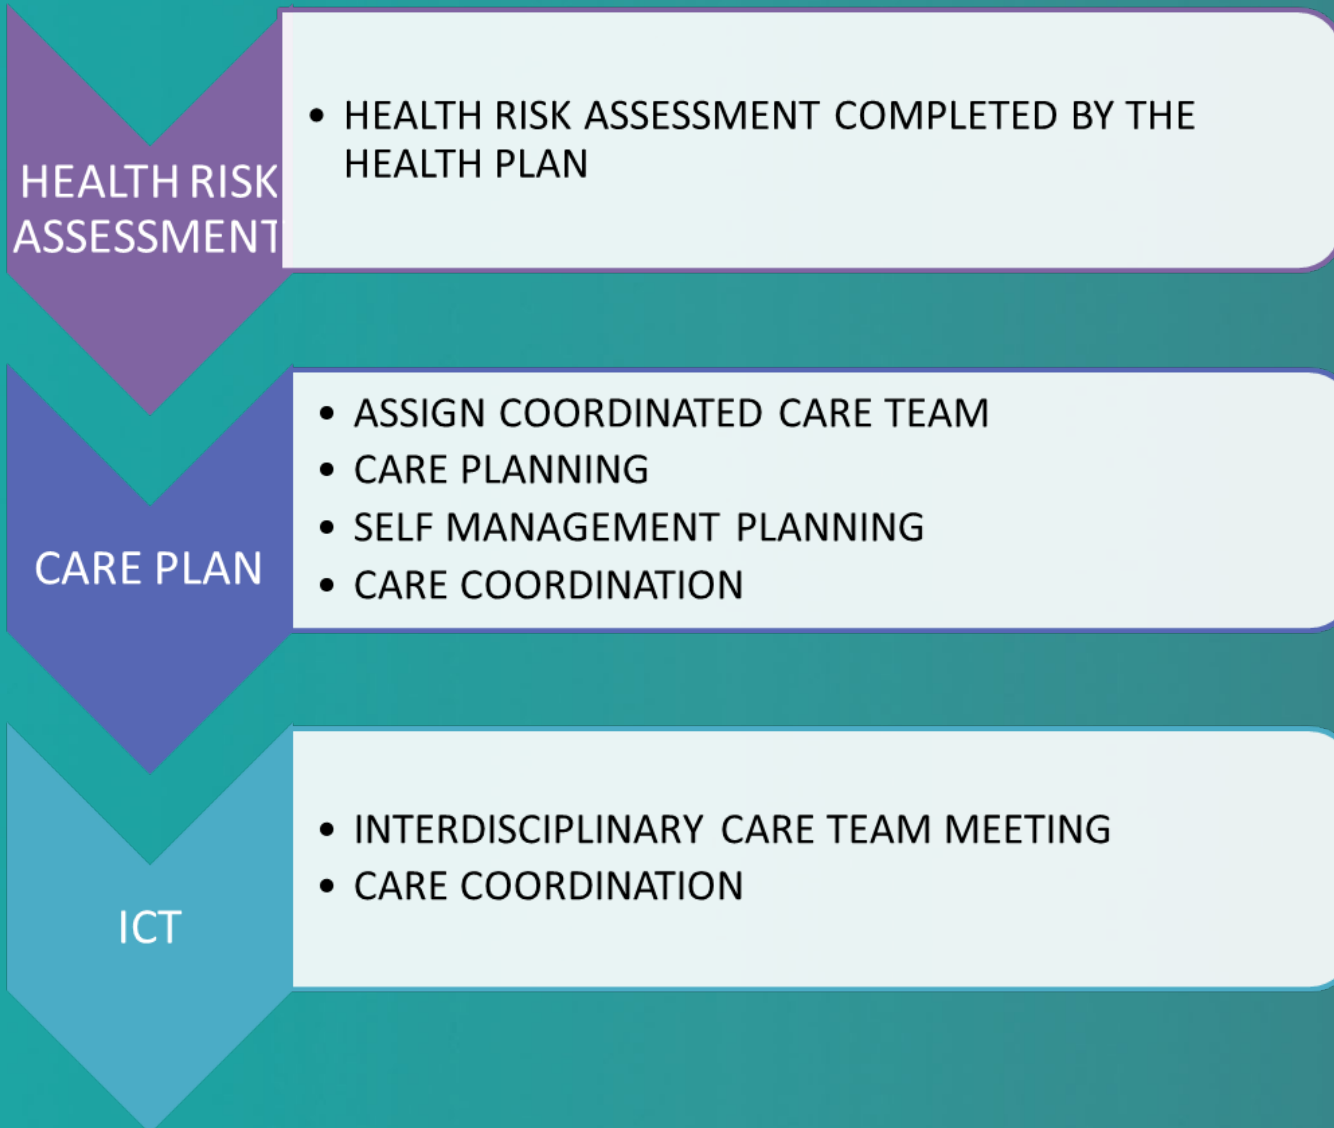 HEALTH RISK
ASSESSMENT
• HEALTH RISK ASSESSMENT COMPLETED BY THE
HEALTH PLAN
CARE PLAN
• ASSIGN COORDINATED CARE TEAM
• CARE PLANNING
• SELF MANAGEMENT PLANNING
• CARE COORDINATION
ICT
• INTERDISCIPLINARY CARE TEAM MEETING
• CARE COORDINATION